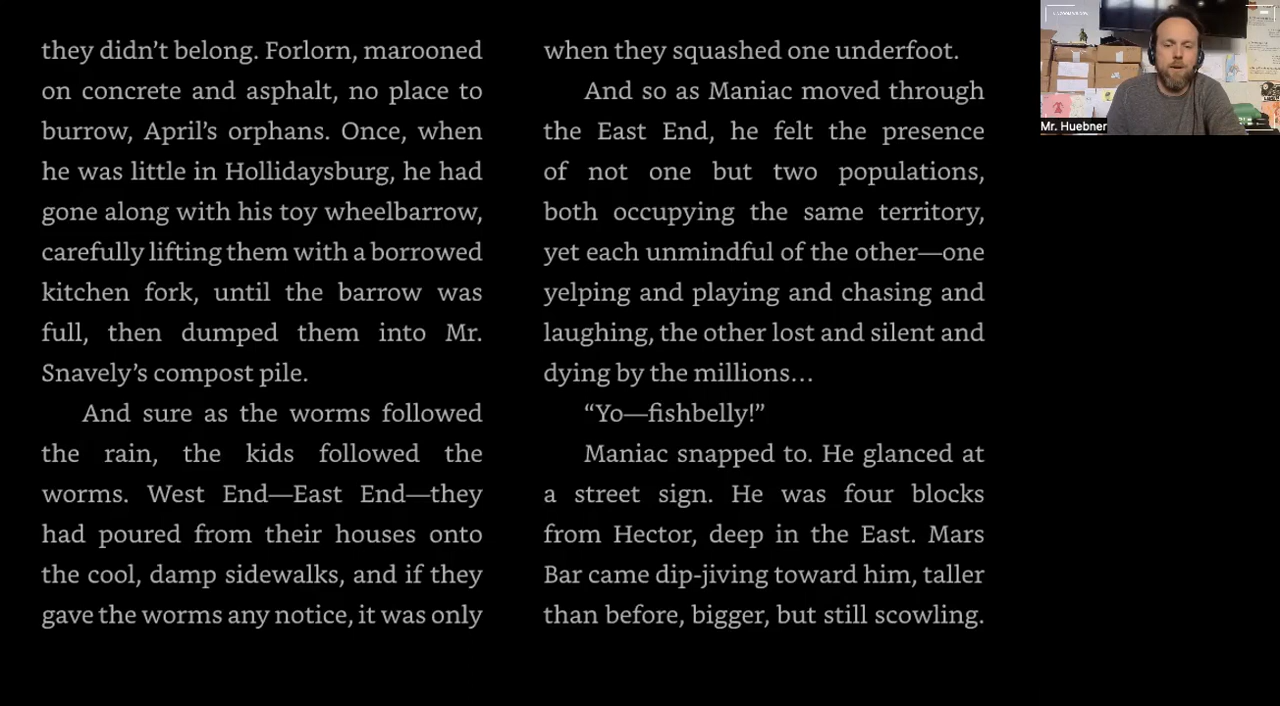 they didn’t belong. Forlorn, marooned
on concrete and asphalt, no place to
burrow, April’s orphans. Once, when
he was little in Hollidaysburg, he had
gone along with his toy wheelbarrow,
carefully lifting them with a borrowed
kitchen fork, until the barrow was
full, then dumped them into Mr.
Snavely’s compost pile.
And sure as the worms followed
the rain, the kids followed the
worms. West End—East End—they
had poured from their houses onto
the cool, damp sidewalks, and if they
gave the worms any notice, it was only
when they squashed one underfoot.
And so as Maniac moved through
the East End, he felt the presence
of not one but two populations,
both occupying the same territory,
yet each unmindful of the other—one
yelping and playing and chasing and
laughing, the other lost and silent and
dying by the millions…
“Yo—fishbelly!”
Maniac snapped to. He glanced at
a street sign. He was four blocks
from Hector, deep in the East. Mars
Bar came dip-jiving toward him, taller
than before, bigger, but still scowling.
Mr. Huebner